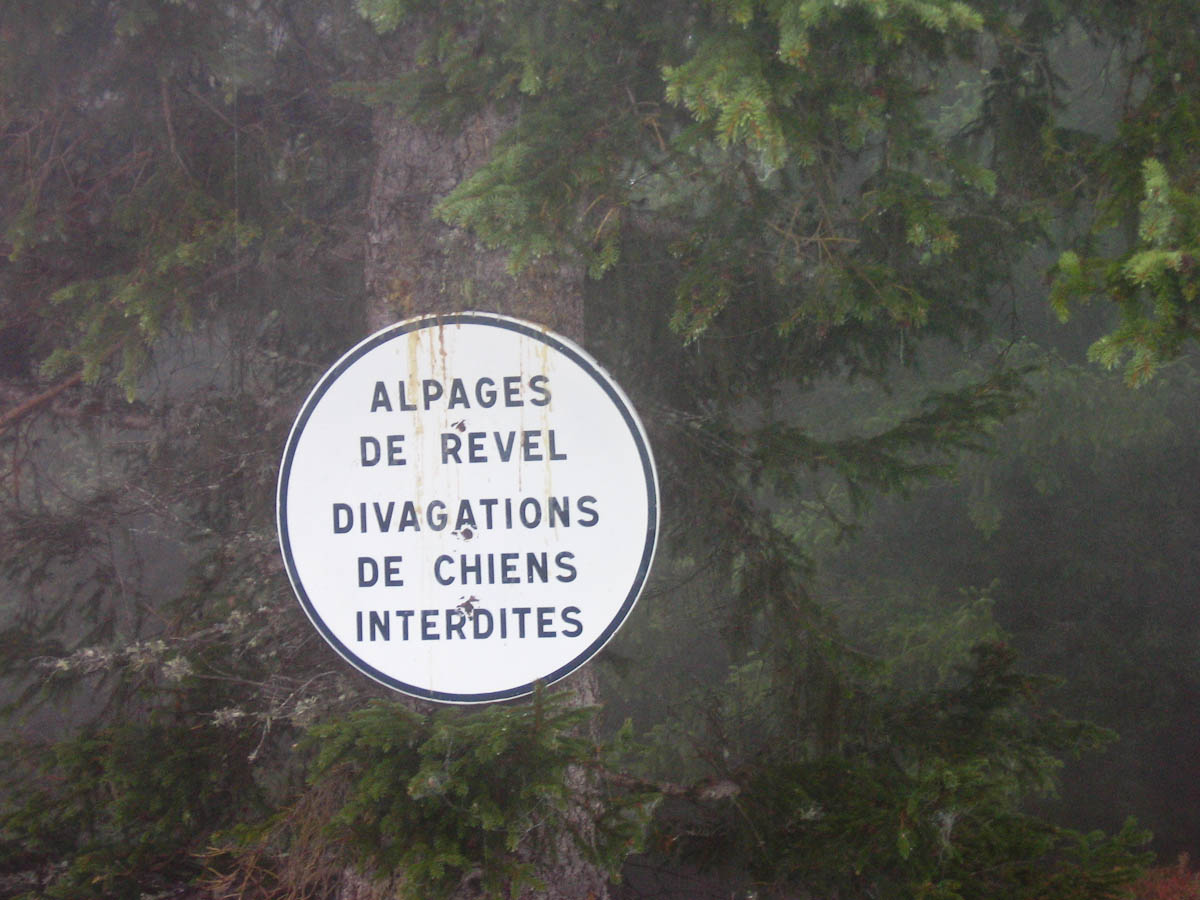 ALPAGES
DE REVEL
DIVAGATIONS
DE CHIENS
INTERDITES